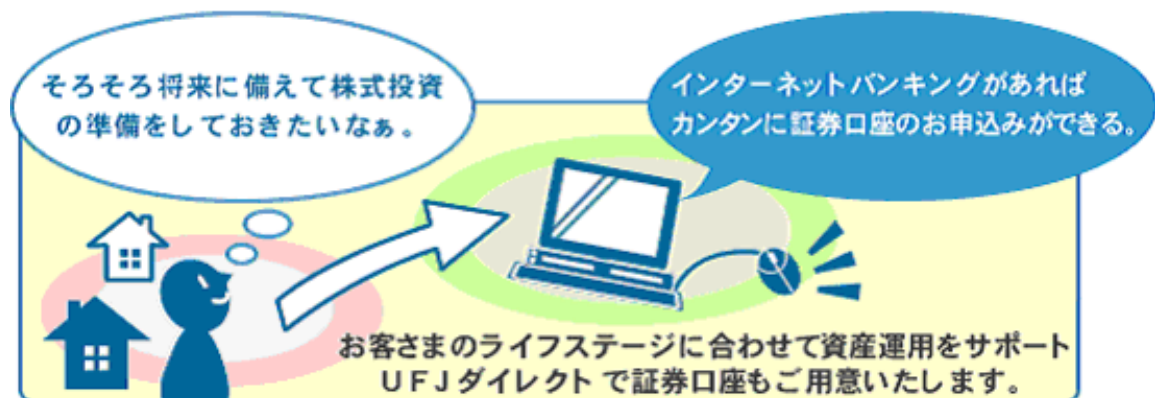 そろそろ将来に備えて株式投資
の準備をしておきたいなぁ。
インターネットバンキングがあれば
カンタンに証券口座のお申込みができる。
お客さまのライフステージに合わせて資産運用をサポート
UFJダイレクトで証券口座もご用意いたします。